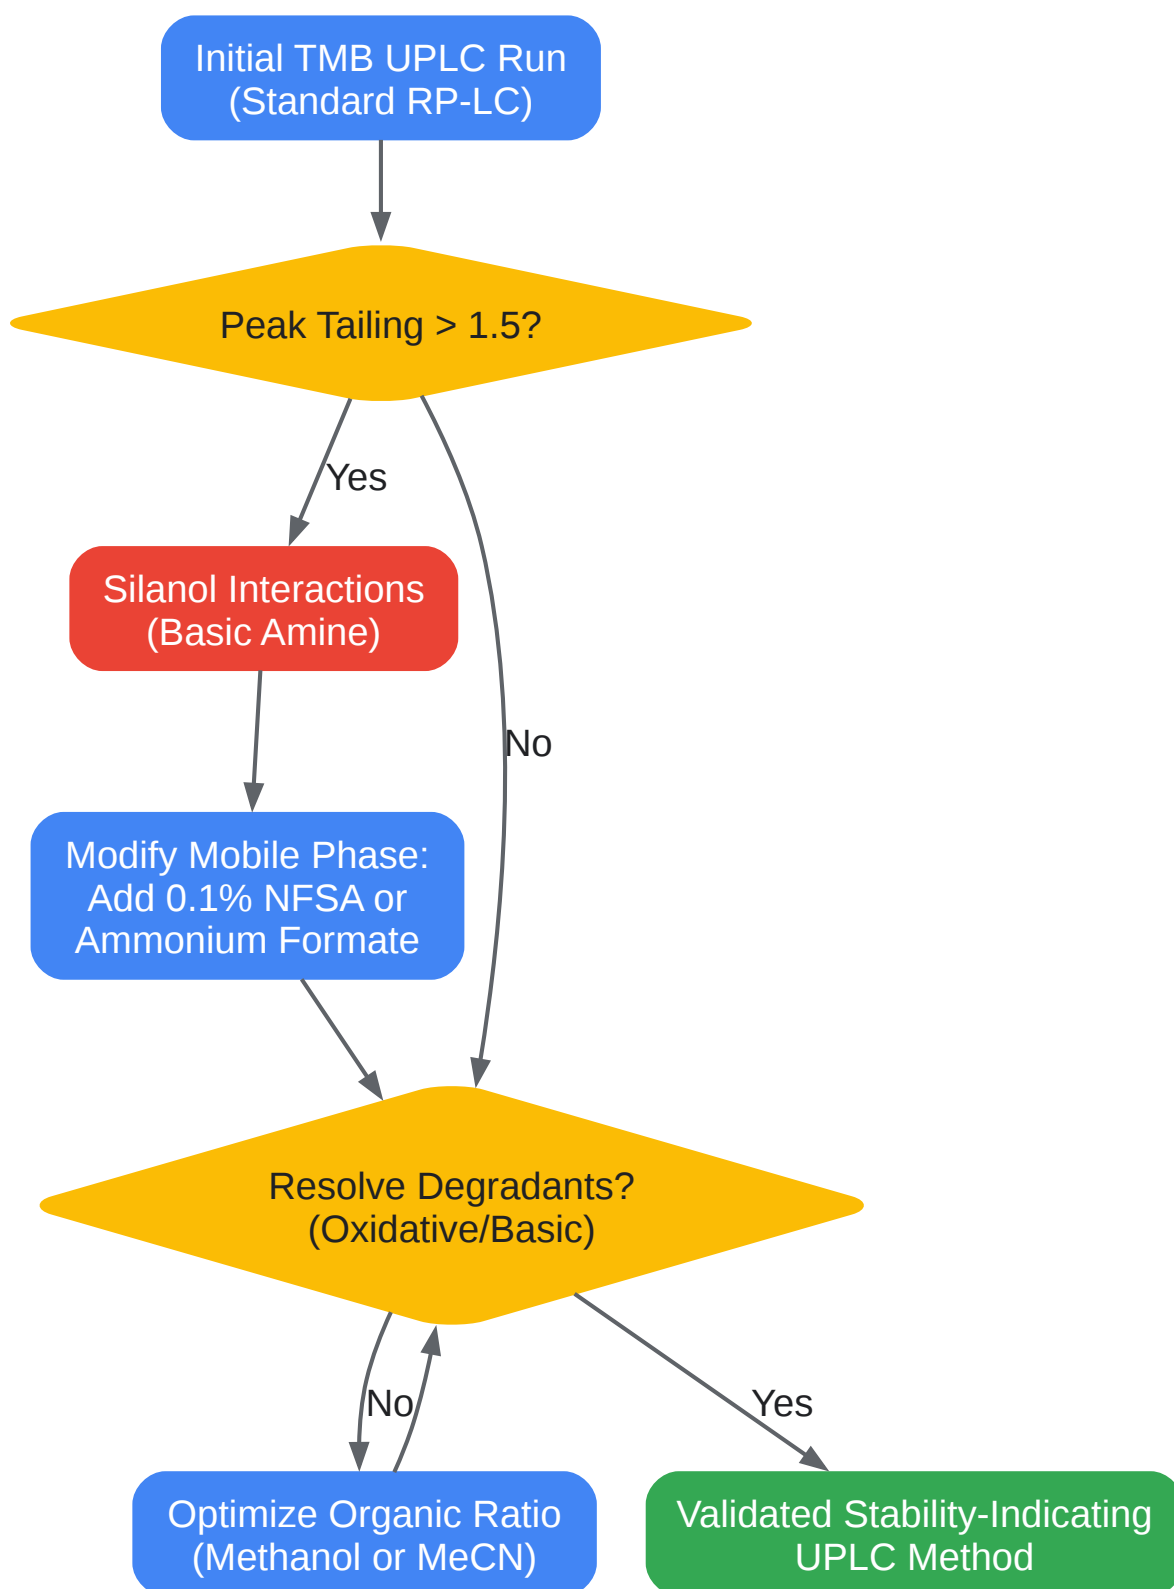 Initial TMB UPLC Run
(Standard RP-LC)
Peak Tailing > 1.5?
Yes
Silanol Interactions
(Basic Amine)
No
Modify Mobile Phase:
Add 0.1% NFSA or
Ammonium Formate
Resolve Degradants?
(Oxidative/Basic)
No
Yes
Optimize Organic Ratio
(Methanol or MeCN)
Validated Stability-Indicating
UPLC Method